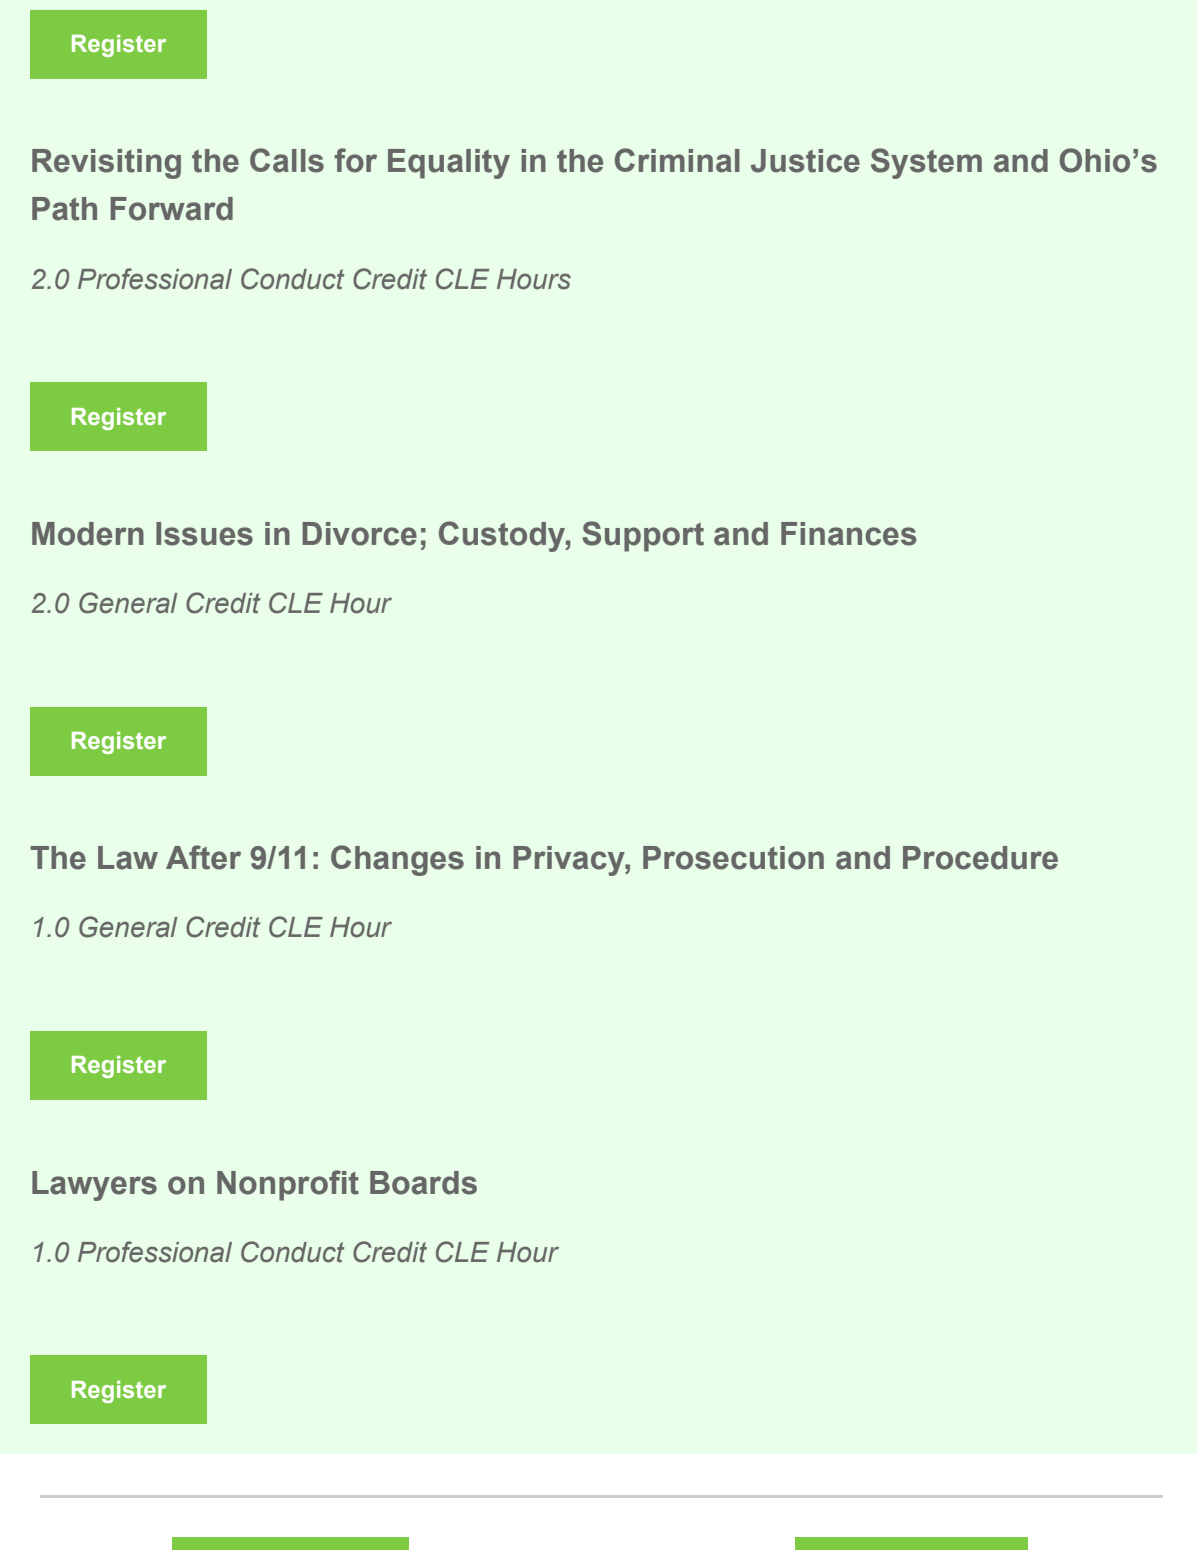 Register
Revisiting the Calls for Equality in the Criminal Justice System and Ohio’s
Path Forward
2.0 Professional Conduct Credit CLE Hours
Register
Modern Issues in Divorce; Custody, Support and Finances
2.0 General Credit CLE Hour
Register
The Law After 9/11: Changes in Privacy, Prosecution and Procedure
1.0 General Credit CLE Hour
Register
Lawyers on Nonprofit Boards
1.0 Professional Conduct Credit CLE Hour
Register